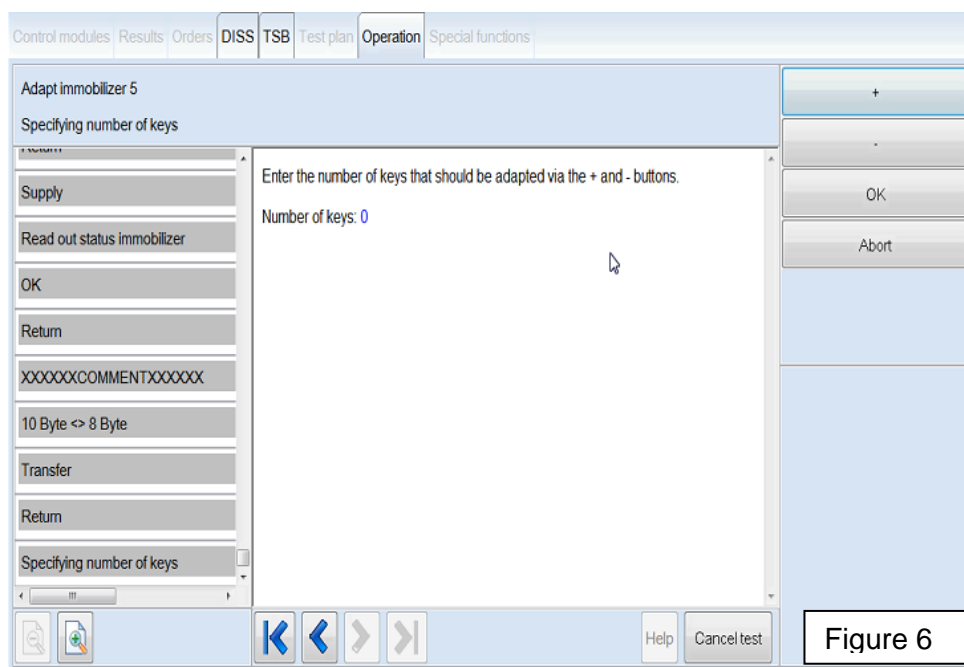 Control modules Results Orders DISS TSB Test plan Operation Special functions
Adapt immobilizer 5
Specifying number of keys
Return
Supply
Read out status immobilizer
OK
Return
XXXXXXCOMMENTXXXXXX
10 Byte <> 8 Byte
Transfer
Return
Specifying number of keys
Enter the number of keys that should be adapted via the + and - buttons.
Number of keys: 0
+
-
OK
Abort
Help
Cancel test
Figure 6